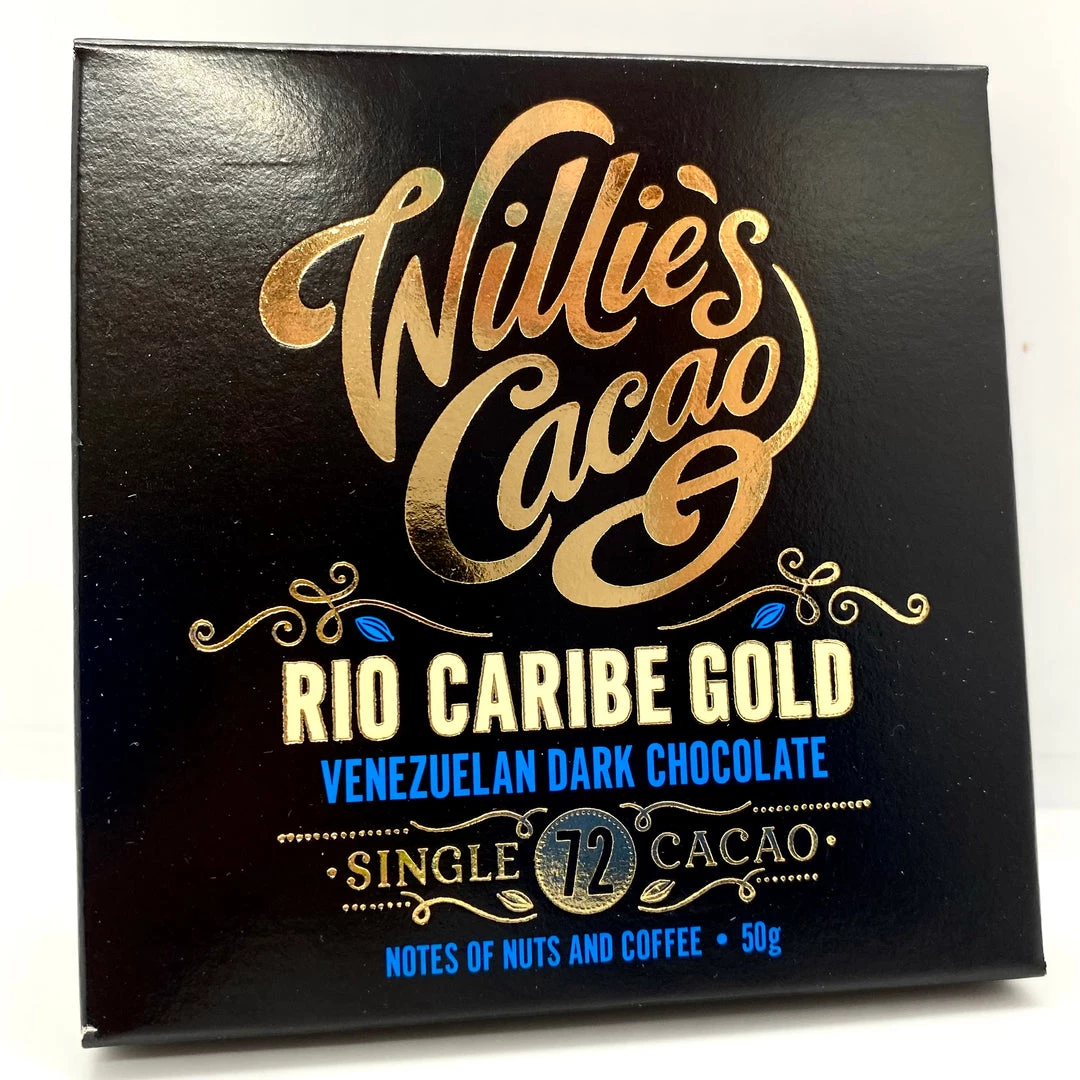 Willie's
Cacao
RIO CARIBE GOLD
VENEZUELAN DARK CHOCOLATE
·SINGLE 72 CACAO·
NOTES OF NUTS AND COFFEE • 50g